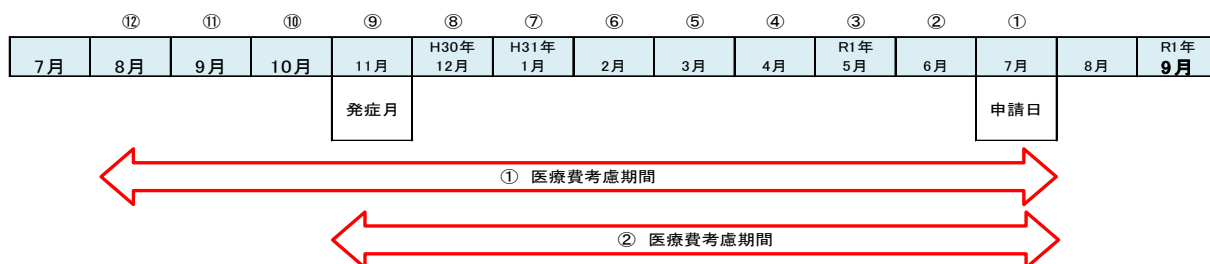 ⑫ ⑪ ⑩ ⑨ ⑧ ⑦ ⑥ ⑤ ④ ③ ② ①
H30年 H31年 R1年 R1年
7月 8月 9月 10月 11月 12月 1月 2月 3月 4月 5月 6月 7月 8月 9月
発症月 申請日
① 医療費考慮期間
② 医療費考慮期間